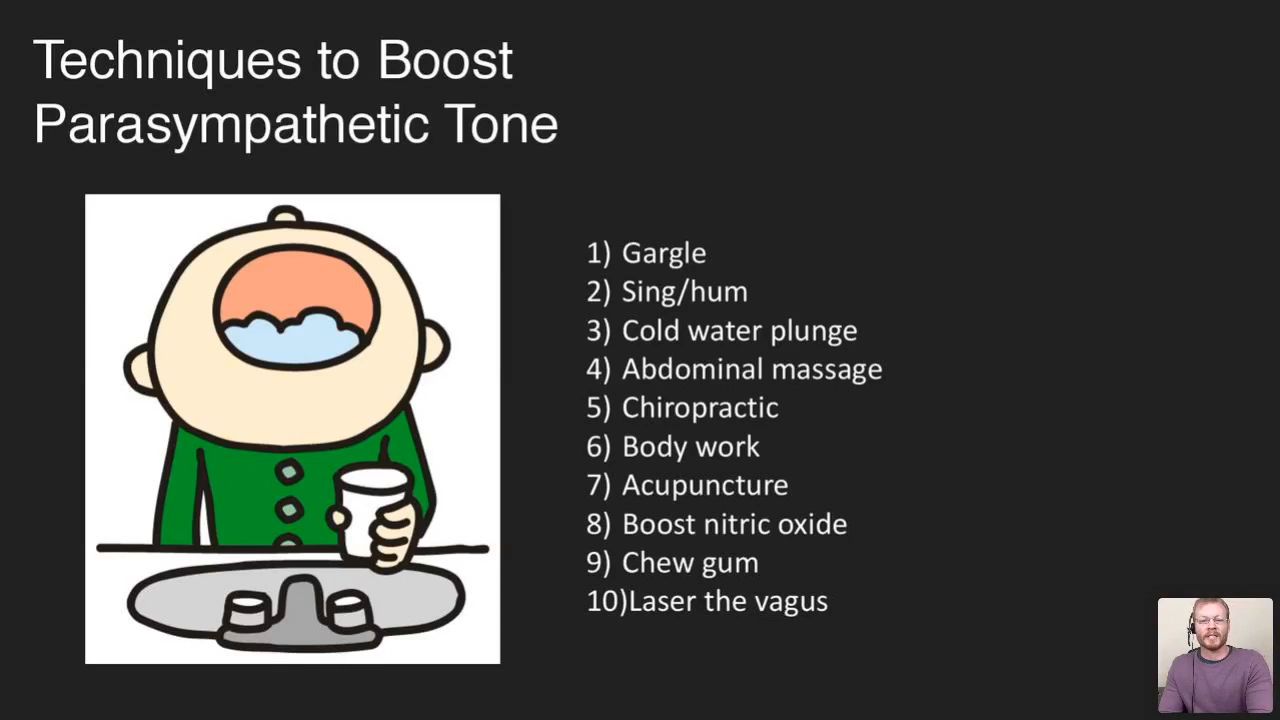 Techniques to Boost
Parasympathetic Tone
1) Gargle
2) Sing/hum
3) Cold water plunge
4) Abdominal massage
5) Chiropractic
6) Body work
7) Acupuncture
8) Boost nitric oxide
9) Chew gum
10)Laser the vagus